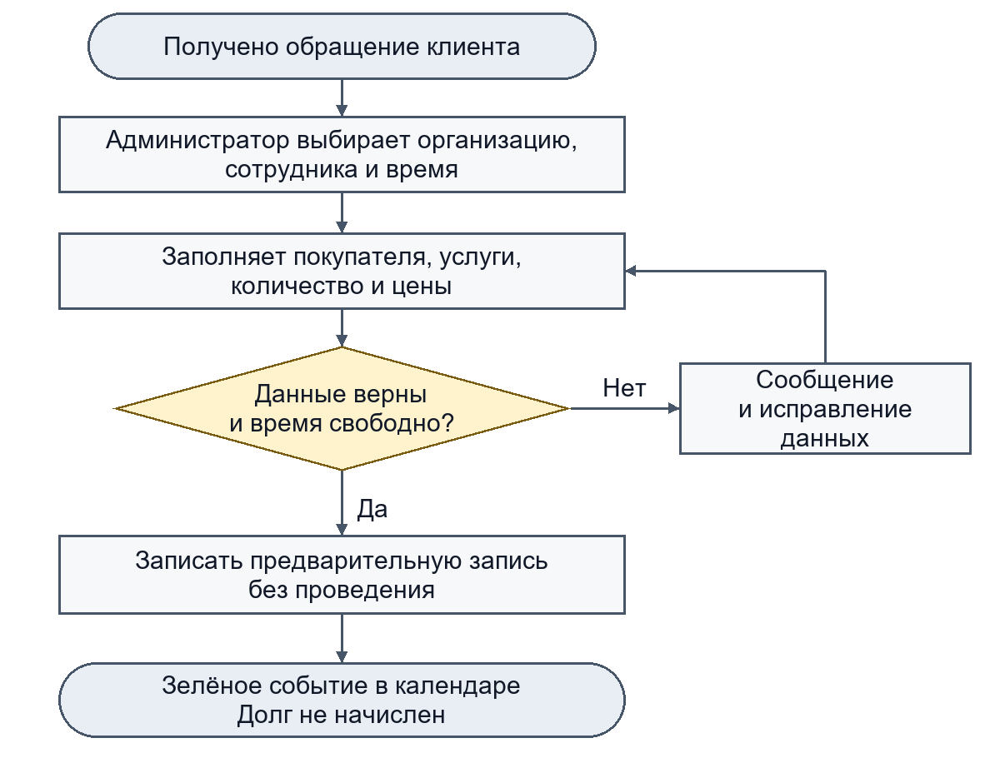 Получено обращение клиента
Администратор выбирает организацию,
сотрудника и время
Заполняет покупателя, услуги,
количество и цены
Данные верны
и время свободно?
Нет
Сообщение
и исправление
данных
Да
Записать предварительную запись
без проведения
Зелёное событие в календаре
Долг не начислен